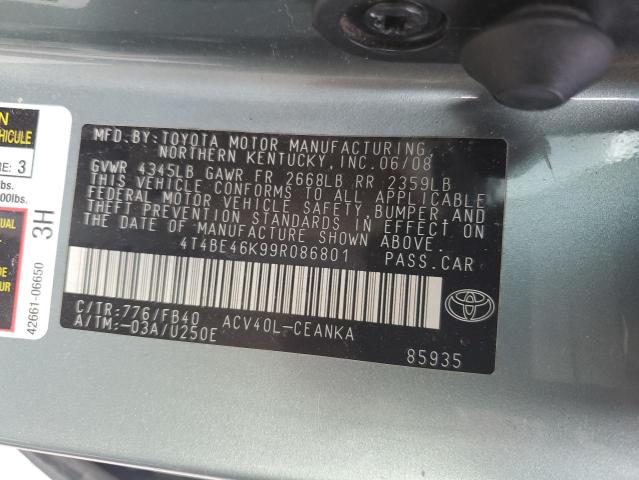 MFD.BY: TOYOTA MOTOR MANUFACTURING,
NORTHERN KENTUCKY, INC. 06/08
GVWR 4345LB GAWR FR 2668LB RR 2359LB
THIS VEHICLE CONFORMS TO ALL APPLICABLE
FEDERAL MOTOR VEHICLE SAFETY, BUMPER, AND
THEFT PREVENTION STANDARDS IN EFFECT ON
THE DATE OF MANUFACTURE SHOWN ABOVE.
4T4BE46K99R086801 PASS.CAR
C/TR:776/FB40 ACV40L-CEANKA
A/TM:-03A/U250E
85935
3H
42661-06650